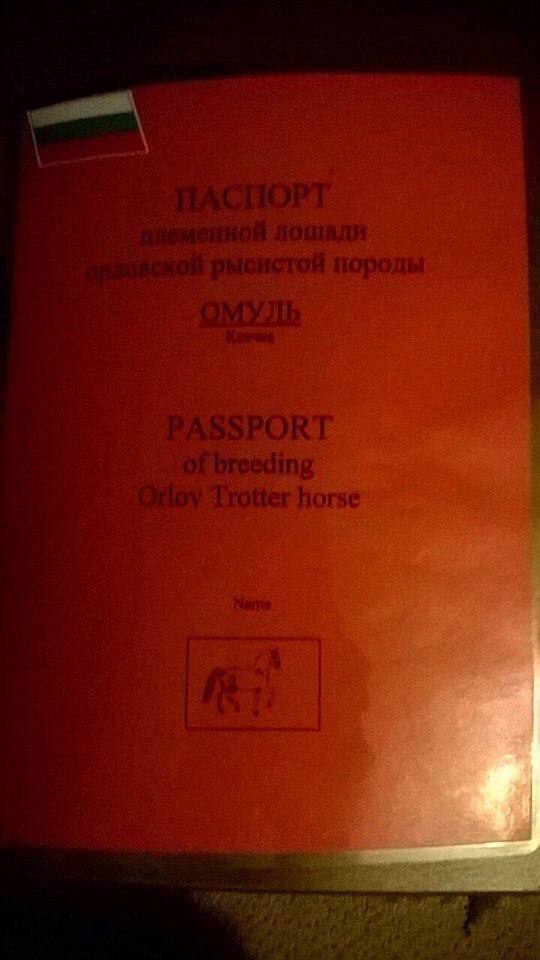 ПАСПОРТ
племенной лошади
орловской рысистой породы
ОМУЛЬ
Кличка
PASSPORT
of breeding
Orlov Trotter horse
Name